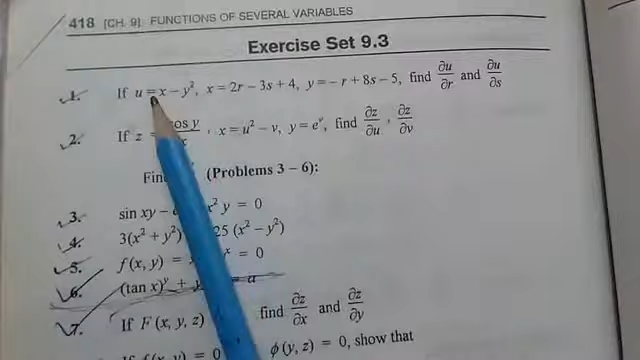 418 [CH. 9] FUNCTIONS OF SEVERAL VARIABLES
Exercise Set 9.3
1. If u = x − y², x = 2r − 3s + 4, y = − r + 8s − 5, find ∂u/∂r and ∂u/∂s
2. If z = cos y, x = u² − v, y = eᵛ, find ∂z/∂u, ∂z/∂v
(Problems 3 – 6):
3. sin xy − x² y = 0
4. 3(x² + y²) 25 (x² − y²)
5. f(x, y) = = 0
6. (tan x)ʸ + = a
7. If F (x, y, z) find ∂z/∂x and ∂z/∂y
φ(y, z) = 0, show that